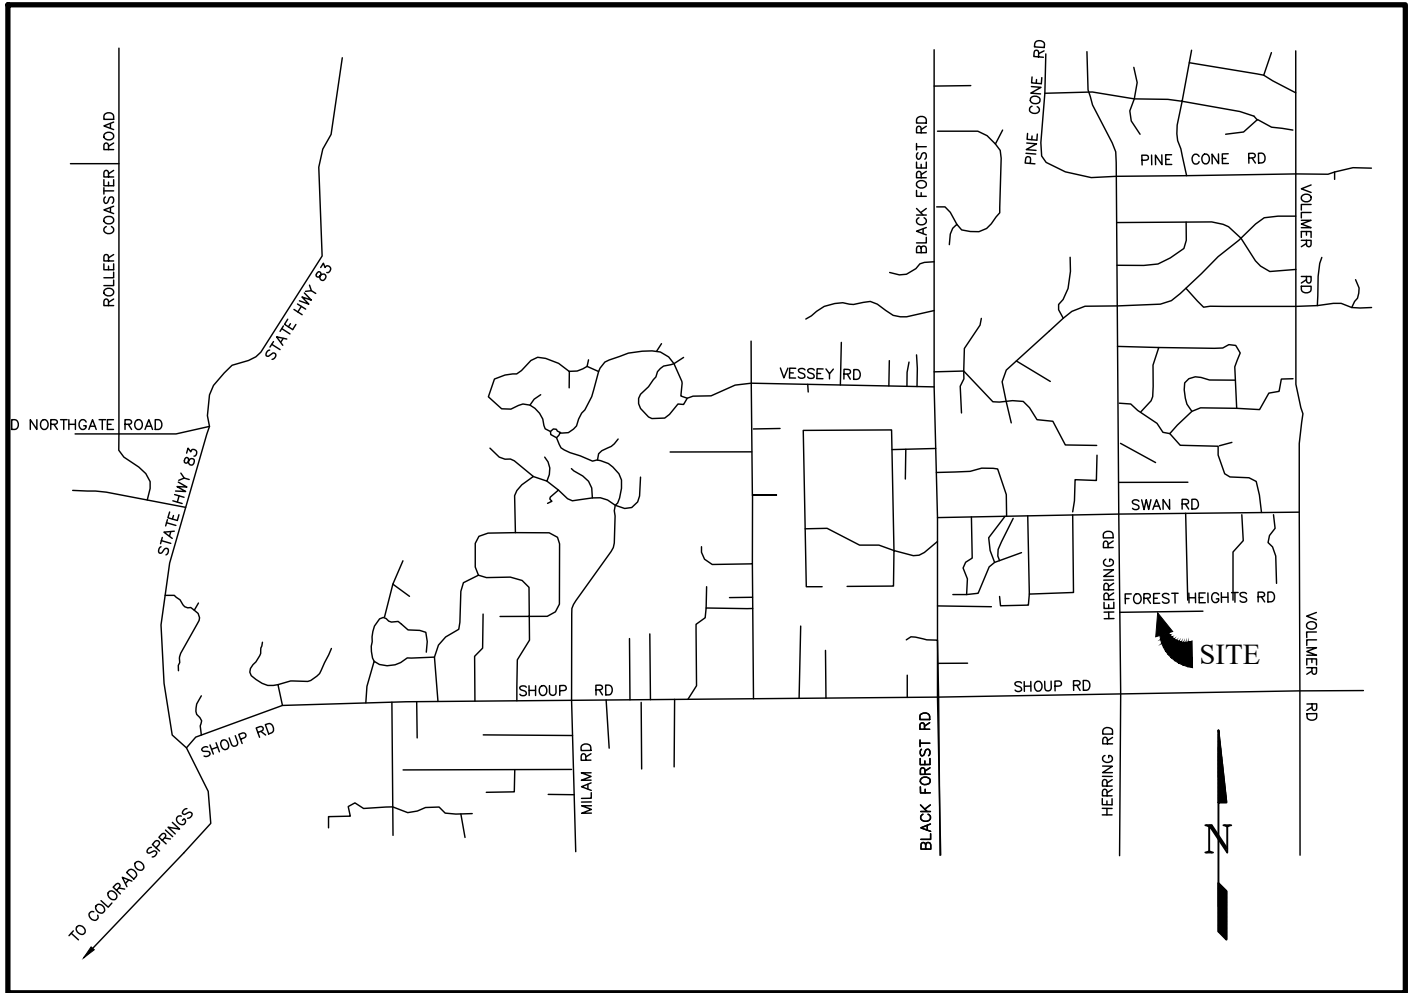 PINE CONE RD
ROLLER COASTER ROAD
BLACK FOREST RD
PINE CONE RD
VOLLMER RD
STATE HWY 83
VESSEY RD
D NORTHGATE ROAD
STATE HWY 83
SWAN RD
HERRING RD
FOREST HEIGHTS RD
SITE
VOLLMER RD
SHOUP RD
SHOUP RD
SHOUP RD
MILAM RD
BLACK FOREST RD
HERRING RD
N
TO COLORADO SPRINGS